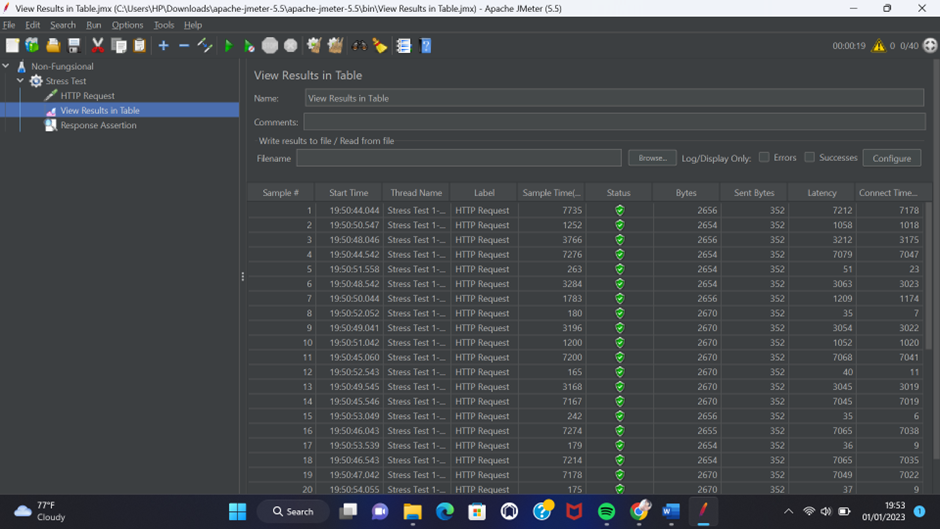 View Results in Table.jmx (C:\Users\HP\Downloads\apache-jmeter-5.5\apache-jmeter-5.5\bin\View Results in Table.jmx) - Apache JMeter (5.5)
File Edit Search Run Options Tools Help
00:00:19 0 0/40
Non-Fungsional
Stress Test
HTTP Request
View Results in Table
Response Assertion
View Results in Table
Name: View Results in Table
Comments:
Write results to file / Read from file
Filename Browse... Log/Display Only: Errors Successes Configure
Sample # Start Time Thread Name Label Sample Time(... Status Bytes Sent Bytes Latency Connect Time...
1 19:50:44.044 Stress Test 1-... HTTP Request 7735 2656 352 7212 7178
2 19:50:50.547 Stress Test 1-... HTTP Request 1252 2654 352 1058 1018
3 19:50:48.046 Stress Test 1-... HTTP Request 3766 2656 352 3212 3175
4 19:50:44.542 Stress Test 1-... HTTP Request 7276 2654 352 7079 7047
5 19:50:51.558 Stress Test 1-... HTTP Request 263 2654 352 51 23
6 19:50:48.542 Stress Test 1-... HTTP Request 3284 2654 352 3063 3023
7 19:50:50.044 Stress Test 1-... HTTP Request 1783 2656 352 1209 1174
8 19:50:52.052 Stress Test 1-... HTTP Request 180 2670 352 35 7
9 19:50:49.041 Stress Test 1-... HTTP Request 3196 2670 352 3054 3022
10 19:50:51.042 Stress Test 1-... HTTP Request 1200 2670 352 1052 1020
11 19:50:45.060 Stress Test 1-... HTTP Request 7200 2670 352 7068 7041
12 19:50:52.543 Stress Test 1-... HTTP Request 165 2670 352 40 11
13 19:50:49.545 Stress Test 1-... HTTP Request 3168 2670 352 3045 3019
14 19:50:45.546 Stress Test 1-... HTTP Request 7167 2670 352 7045 7019
15 19:50:53.049 Stress Test 1-... HTTP Request 242 2656 352 35 6
16 19:50:46.043 Stress Test 1-... HTTP Request 7274 2655 352 7065 7038
17 19:50:53.539 Stress Test 1-... HTTP Request 179 2654 352 36 9
18 19:50:46.543 Stress Test 1-... HTTP Request 7214 2654 352 7065 7035
19 19:50:47.042 Stress Test 1-... HTTP Request 7178 2670 352 7049 7022
20 19:50:54.055 Stress Test 1-... HTTP Request 175 2654 352 37 9
77°F
Cloudy
Search
19:53
01/01/2023
1